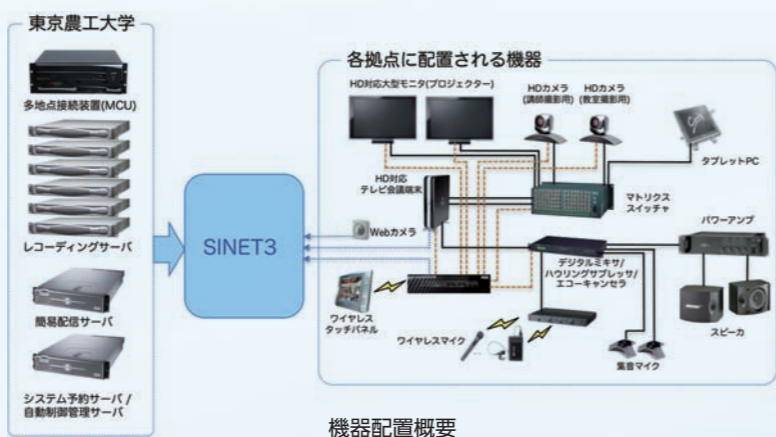 東京農工大学
多地点接続装置(MCU)
レコーディングサーバ
簡易配信サーバ
システム予約サーバ /
自動制御管理サーバ
SINET3
各拠点に配置される機器
HD対応大型モニタ(プロジェクター)
HDカメラ
(講師撮影用)
HDカメラ
(教室撮影用)
タブレットPC
HD対応
テレビ会議端末
マトリクス
スイッチャ
Webカメラ
パワーアンプ
デジタルミキサ/
ハウリングサプレッサ/
エコーキャンセラ
ワイヤレス
タッチパネル
ワイヤレスマイク
集音マイク
スピーカ
機器配置概要